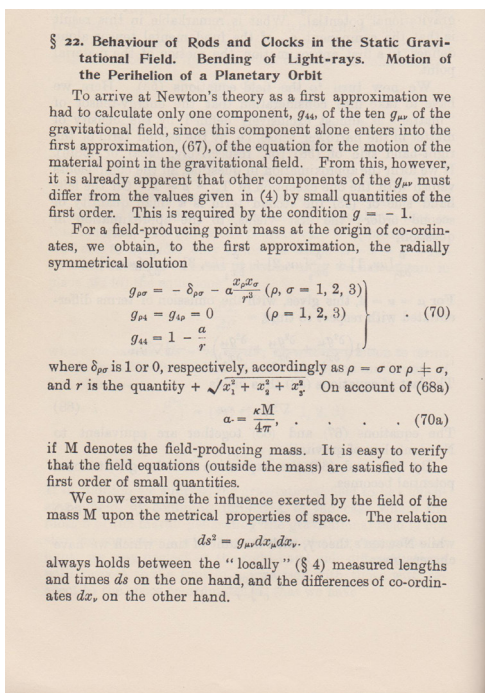 § 22. Behaviour of Rods and Clocks in the Static Gravi-
tational Field. Bending of Light-rays. Motion of
the Perihelion of a Planetary Orbit
To arrive at Newton's theory as a first approximation we
had to calculate only one component, g₄₄, of the ten g_μν of the
gravitational field, since this component alone enters into the
first approximation, (67), of the equation for the motion of the
material point in the gravitational field. From this, however,
it is already apparent that other components of the g_μν must
differ from the values given in (4) by small quantities of the
first order. This is required by the condition g = − 1.
For a field-producing point mass at the origin of co-ordin-
ates, we obtain, to the first approximation, the radially
symmetrical solution
g_ρσ = − δ_ρσ − α x_ρx_σ/r³ (ρ, σ = 1, 2, 3)
g_ρ4 = g_4ρ = 0 (ρ = 1, 2, 3) . (70)
g₄₄ = 1 − a/r
where δ_ρσ is 1 or 0, respectively, accordingly as ρ = σ or ρ ≠ σ,
and r is the quantity + √x₁² + x₂² + x₃². On account of (68a)
α = κM/4π, . . . . (70a)
if M denotes the field-producing mass. It is easy to verify
that the field equations (outside the mass) are satisfied to the
first order of small quantities.
We now examine the influence exerted by the field of the
mass M upon the metrical properties of space. The relation
ds² = g_μνdx_μdx_ν.
always holds between the "locally" (§ 4) measured lengths
and times ds on the one hand, and the differences of co-ordin-
ates dx_ν on the other hand.